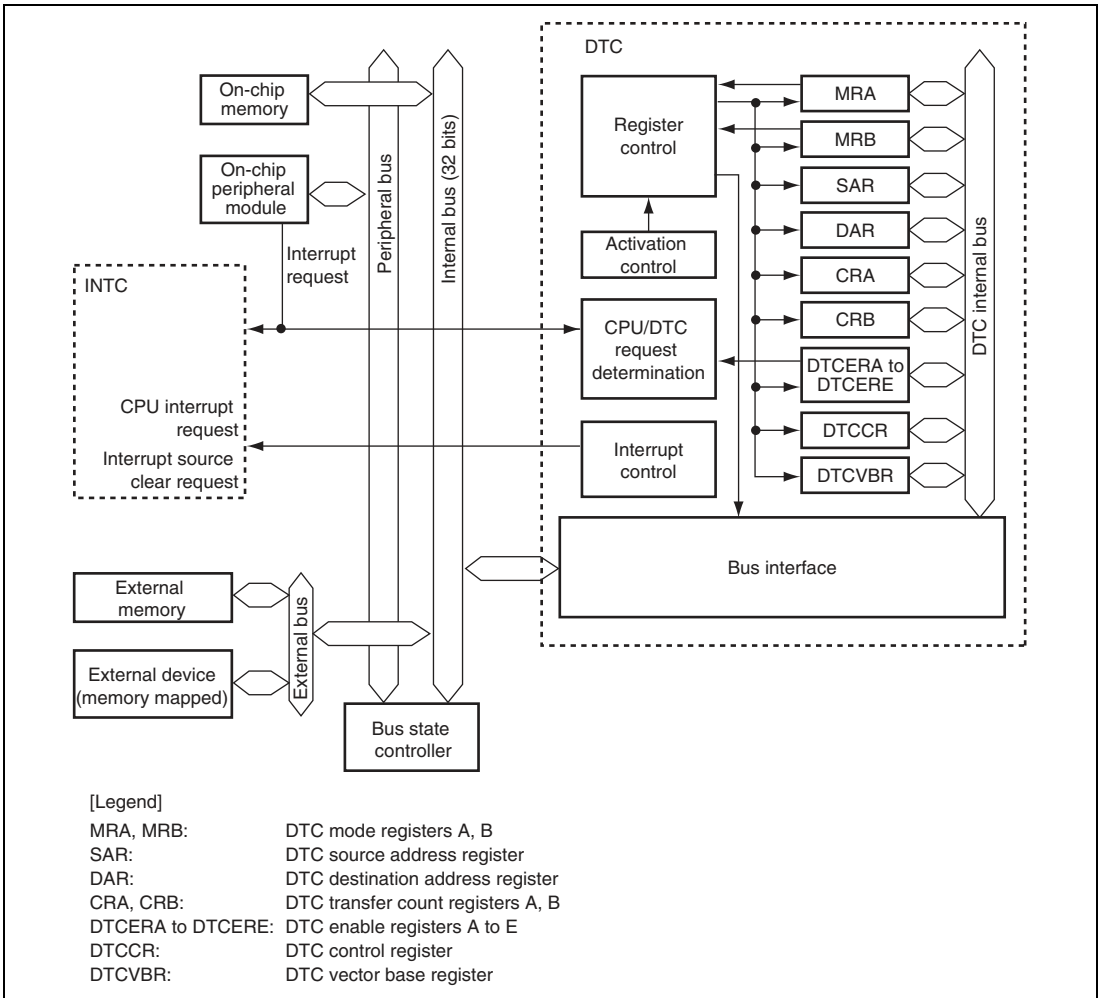 DTC
On-chip
memory
On-chip
peripheral
module
Interrupt
request
Peripheral bus
Internal bus (32 bits)
INTC
CPU interrupt
request
Interrupt source
clear request
Register
control
Activation
control
CPU/DTC
request
determination
Interrupt
control
MRA
MRB
SAR
DAR
CRA
CRB
DTCERA to
DTCERE
DTCCR
DTCVBR
DTC internal bus
Bus interface
External
memory
External device
(memory mapped)
External bus
Bus state
controller
[Legend]
MRA, MRB: DTC mode registers A, B
SAR: DTC source address register
DAR: DTC destination address register
CRA, CRB: DTC transfer count registers A, B
DTCERA to DTCERE: DTC enable registers A to E
DTCCR: DTC control register
DTCVBR: DTC vector base register